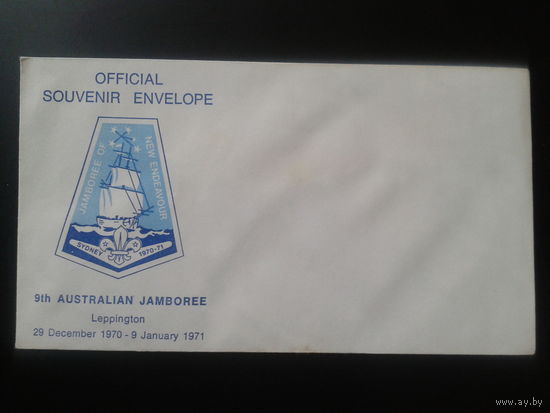 OFFICIAL
SOUVENIR ENVELOPE
JAMBOREE OF
NEW ENDEAVOUR
SYDNEY 1970-71
9th AUSTRALIAN JAMBOREE
Leppington
29 December 1970 - 9 January 1971
www.ay.by